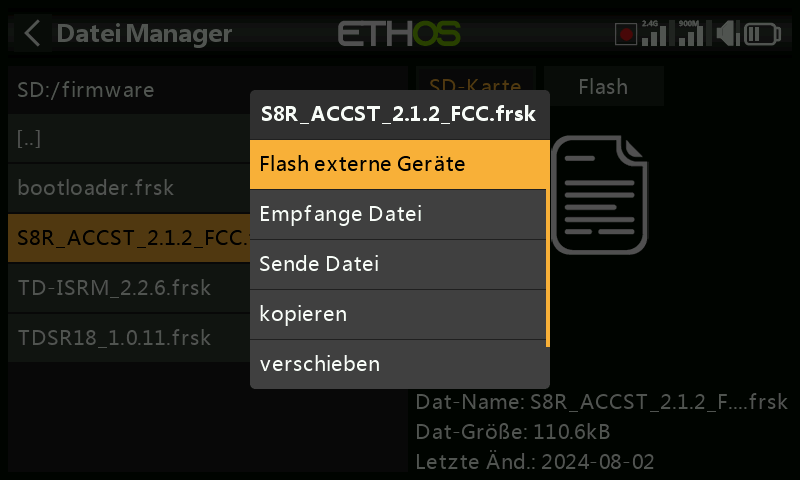 Datei Manager
ETHOS
2.4G
900M
SD:/firmware
SD-Karte
Flash
[..]
bootloader.frsk
S8R_ACCST_2.1.2_FCC.
TD-ISRM_2.2.6.frsk
TDSR18_1.0.11.frsk
S8R_ACCST_2.1.2_FCC.frsk
Flash externe Geräte
Empfange Datei
Sende Datei
kopieren
verschieben
Dat-Name: S8R_ACCST_2.1.2_F....frsk
Dat-Größe: 110.6kB
Letzte Änd.: 2024-08-02